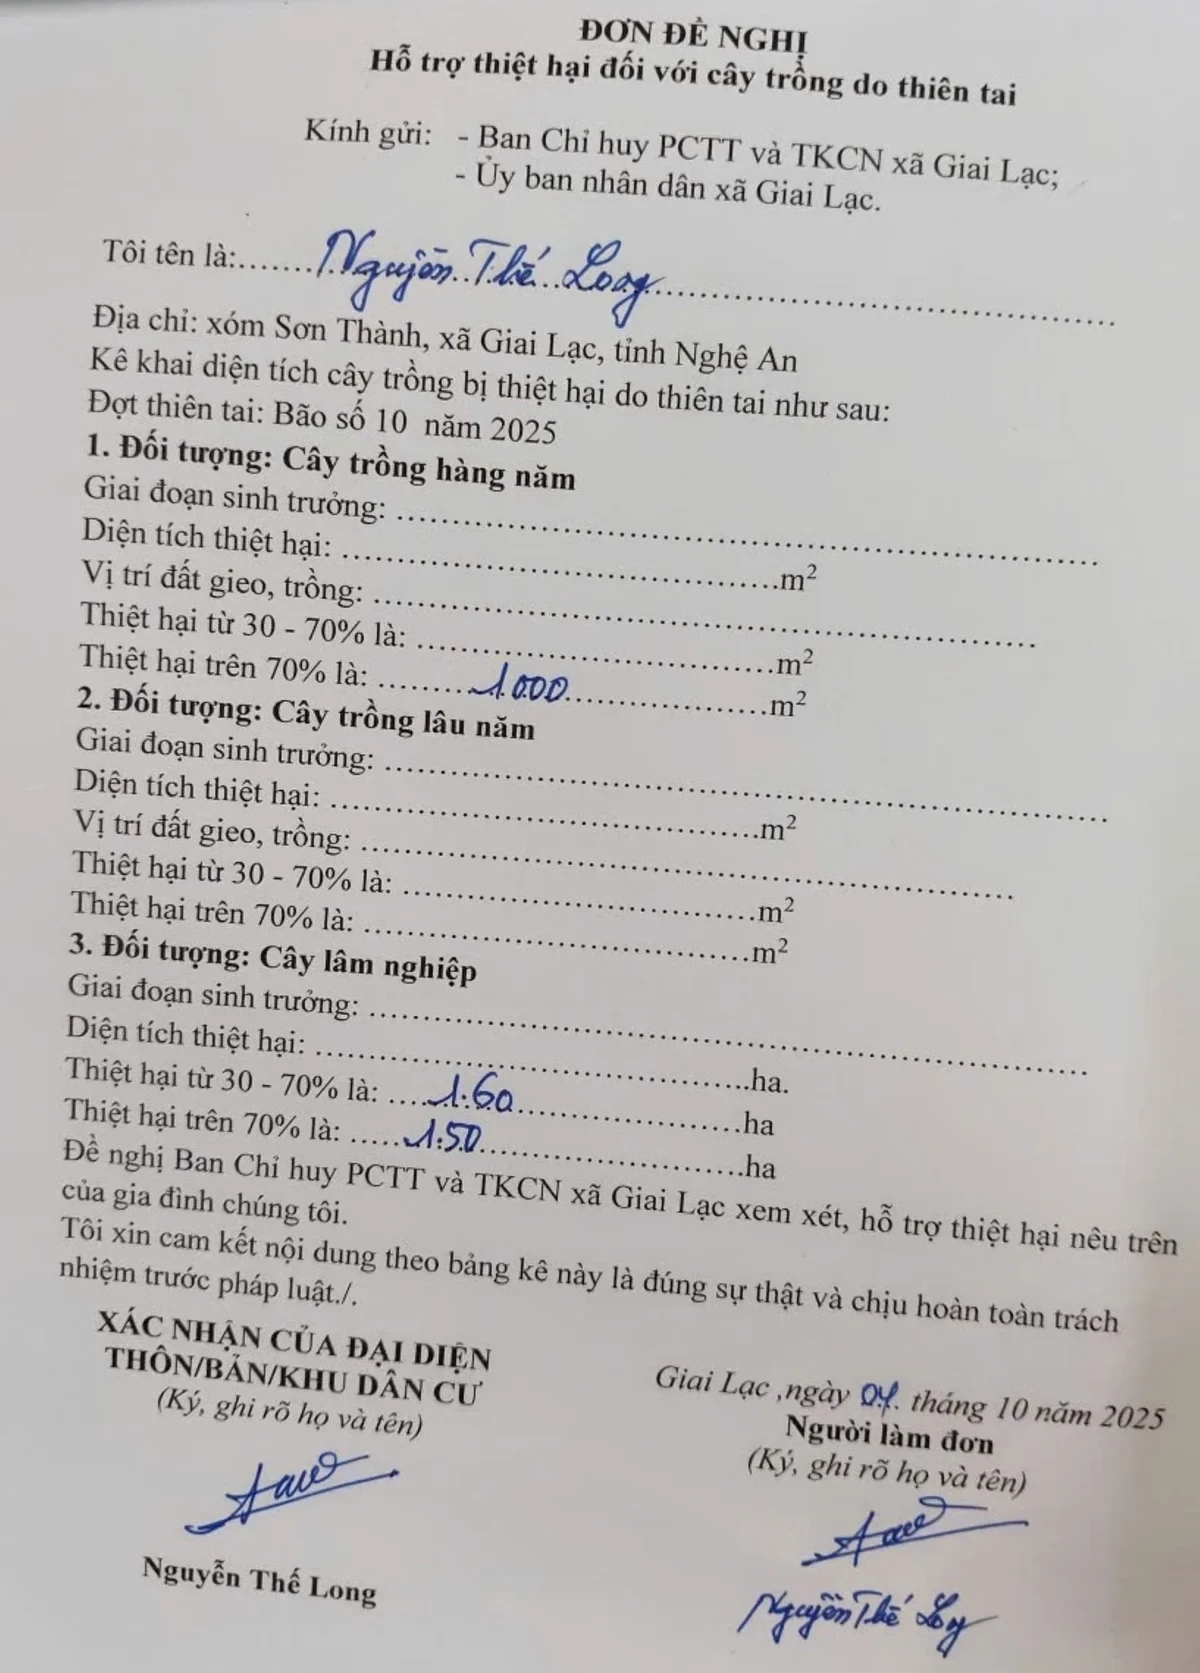 ĐƠN ĐỀ NGHỊ
Hỗ trợ thiệt hại đối với cây trồng do thiên tai
Kính gửi: - Ban Chỉ huy PCTT và TKCN xã Giai Lạc;
- Ủy ban nhân dân xã Giai Lạc.
Tôi tên là:.......Nguyễn Thế Long..........................................
Địa chỉ: xóm Sơn Thành, xã Giai Lạc, tỉnh Nghệ An
Kê khai diện tích cây trồng bị thiệt hại do thiên tai như sau:
Đợt thiên tai: Bão số 10 năm 2025
1. Đối tượng: Cây trồng hàng năm
Giai đoạn sinh trưởng: ......................................................................
Diện tích thiệt hại: ............................................m²
Vị trí đất gieo, trồng: ..................................................................
Thiệt hại từ 30 - 70% là: ....................................m²
Thiệt hại trên 70% là: .........1000....................m²
2. Đối tượng: Cây trồng lâu năm
Giai đoạn sinh trưởng: ......................................................................
Diện tích thiệt hại: ...........................................m²
Vị trí đất gieo, trồng: .................................................................
Thiệt hại từ 30 - 70% là: ...................................m²
Thiệt hại trên 70% là: .......................................m²
3. Đối tượng: Cây lâm nghiệp
Giai đoạn sinh trưởng: ......................................................................
Diện tích thiệt hại: ...........................................ha.
Thiệt hại từ 30 - 70% là: ....1.60.......................ha
Thiệt hại trên 70% là: .....1.50...........................ha
Đề nghị Ban Chỉ huy PCTT và TKCN xã Giai Lạc xem xét, hỗ trợ thiệt hại nêu trên
của gia đình chúng tôi.
Tôi xin cam kết nội dung theo bảng kê này là đúng sự thật và chịu hoàn toàn trách
nhiệm trước pháp luật./.
XÁC NHẬN CỦA ĐẠI DIỆN
THÔN/BẢN/KHU DÂN CƯ
(Ký, ghi rõ họ và tên)
Nguyễn Thế Long
Giai Lạc ,ngày 04. tháng 10 năm 2025
Người làm đơn
(Ký, ghi rõ họ và tên)
Nguyễn Thế Long